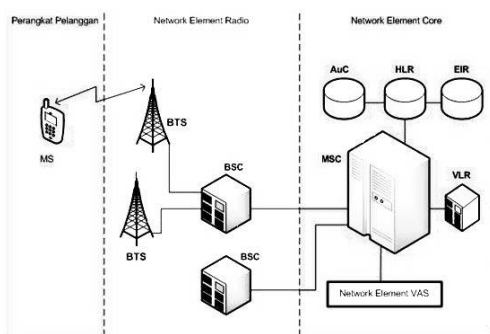 Perangkat Pelanggan
Network Element Radio
Network Element Core
AuC
HLR
EIR
BTS
MS
BSC
MSC
VLR
BTS
BSC
Network Element VAS